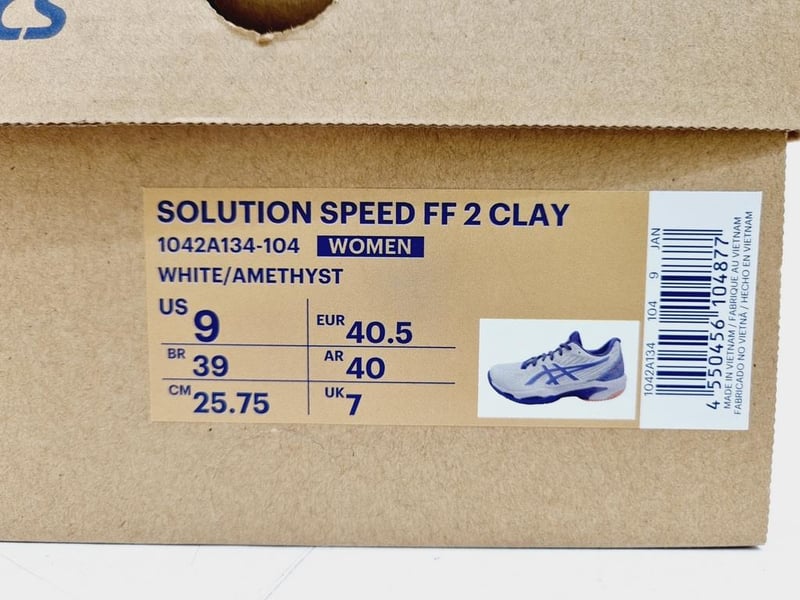 SOLUTION SPEED FF 2 CLAY
1042A134-104 WOMEN
WHITE/AMETHYST
US 9
EUR 40.5
BR 39
AR 40
CM 25.75
UK 7
1042A134 104 9 JAN
4 550456 104877
MADE IN VIETNAM / FABRIQUE AU VIETNAM
FABRICADO NO VIETNÃ / HECHO EN VIETNAM